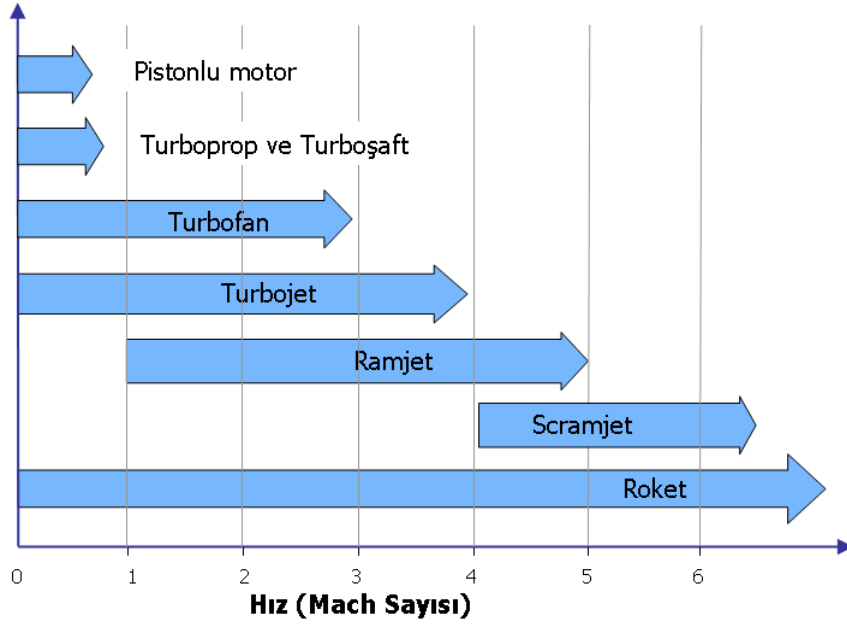 Pistonlu motor
Turboprop ve Turboşaft
Turbofan
Turbojet
Ramjet
Scramjet
Roket
0 1 2 3 4 5 6
Hız (Mach Sayısı)